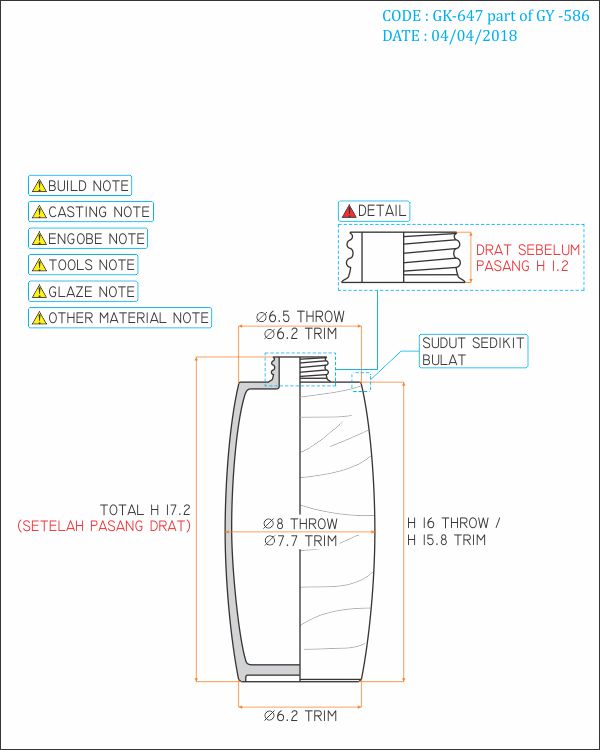 CODE : GK-647 part of GY -586
DATE : 04/04/2018
BUILD NOTE
CASTING NOTE
ENGOBE NOTE
TOOLS NOTE
GLAZE NOTE
OTHER MATERIAL NOTE
DETAIL
DRAT SEBELUM
PASANG H 1.2
Ø6.5 THROW
Ø6.2 TRIM
SUDUT SEDIKIT
BULAT
TOTAL H 17.2
(SETELAH PASANG DRAT)
Ø8 THROW
Ø7.7 TRIM
H 16 THROW /
H 15.8 TRIM
Ø6.2 TRIM